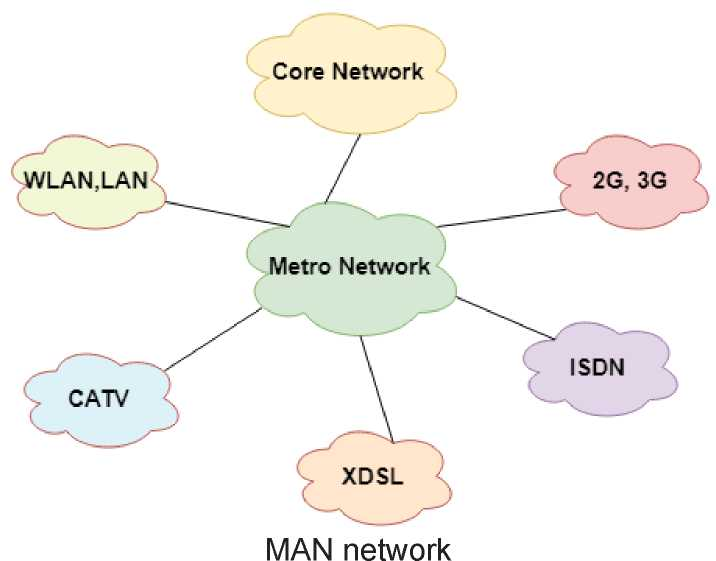 Core Network
WLAN,LAN
2G, 3G
Metro Network
ISDN
CATV
XDSL
MAN network